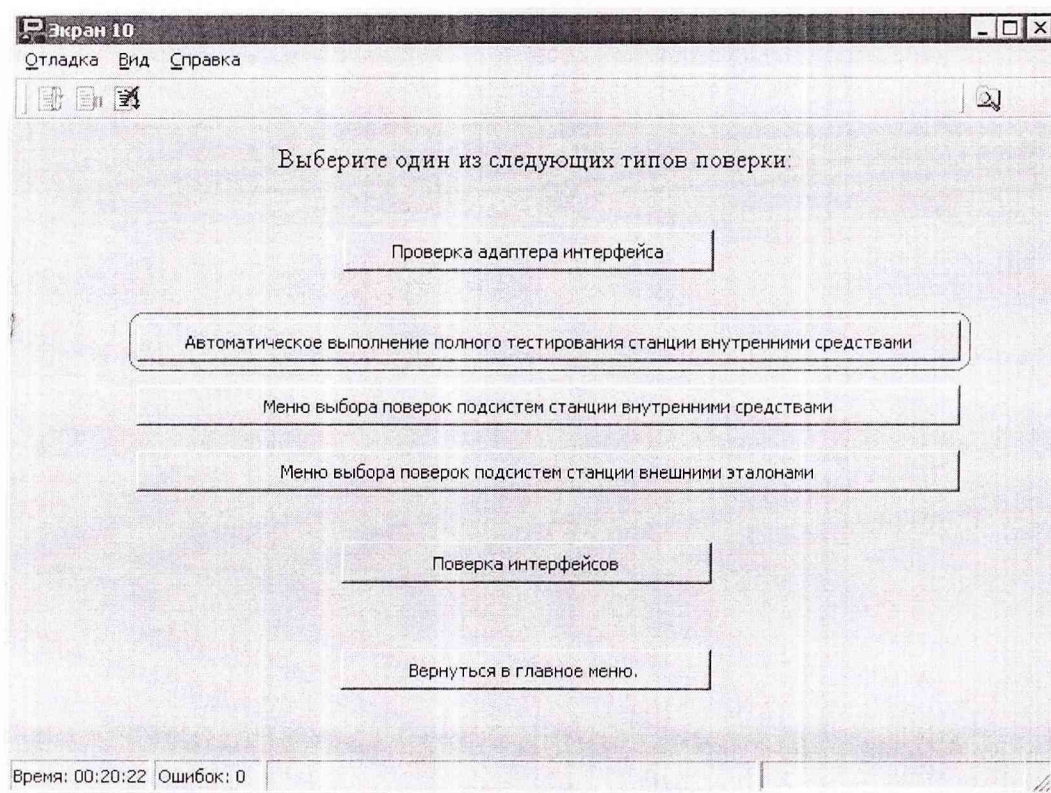 Экран 10
Отладка Вид Справка
Выберите один из следующих типов поверки:
Проверка адаптера интерфейса
Автоматическое выполнение полного тестирования станции внутренними средствами
Меню выбора поверок подсистем станции внутренними средствами
Меню выбора поверок подсистем станции внешними эталонами
Поверка интерфейсов
Вернуться в главное меню.
Время: 00:20:22 Ошибок: 0